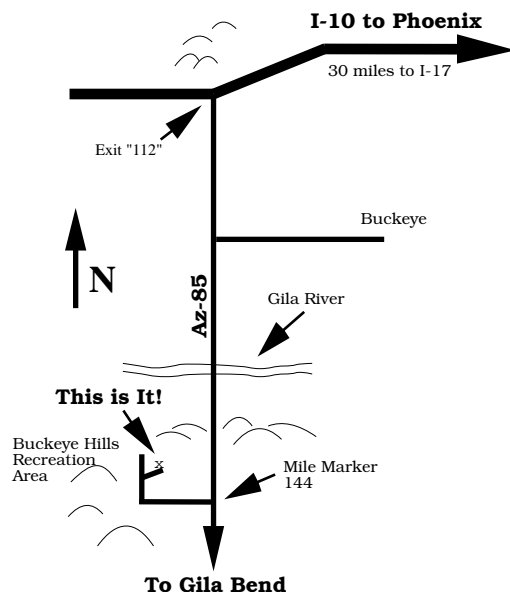 I-10 to Phoenix
30 miles to I-17
Exit "112"
Buckeye
N
Az-85
Gila River
This is It!
Buckeye Hills
Recreation
Area
x
Mile Marker
144
To Gila Bend